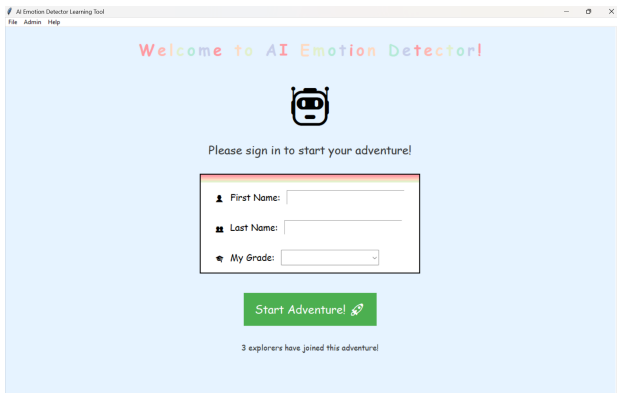 AI Emotion Detector Learning Tool
File Admin Help
Welcome to AI Emotion Detector!
Please sign in to start your adventure!
First Name:
Last Name:
My Grade:
Start Adventure!
3 explorers have joined this adventure!